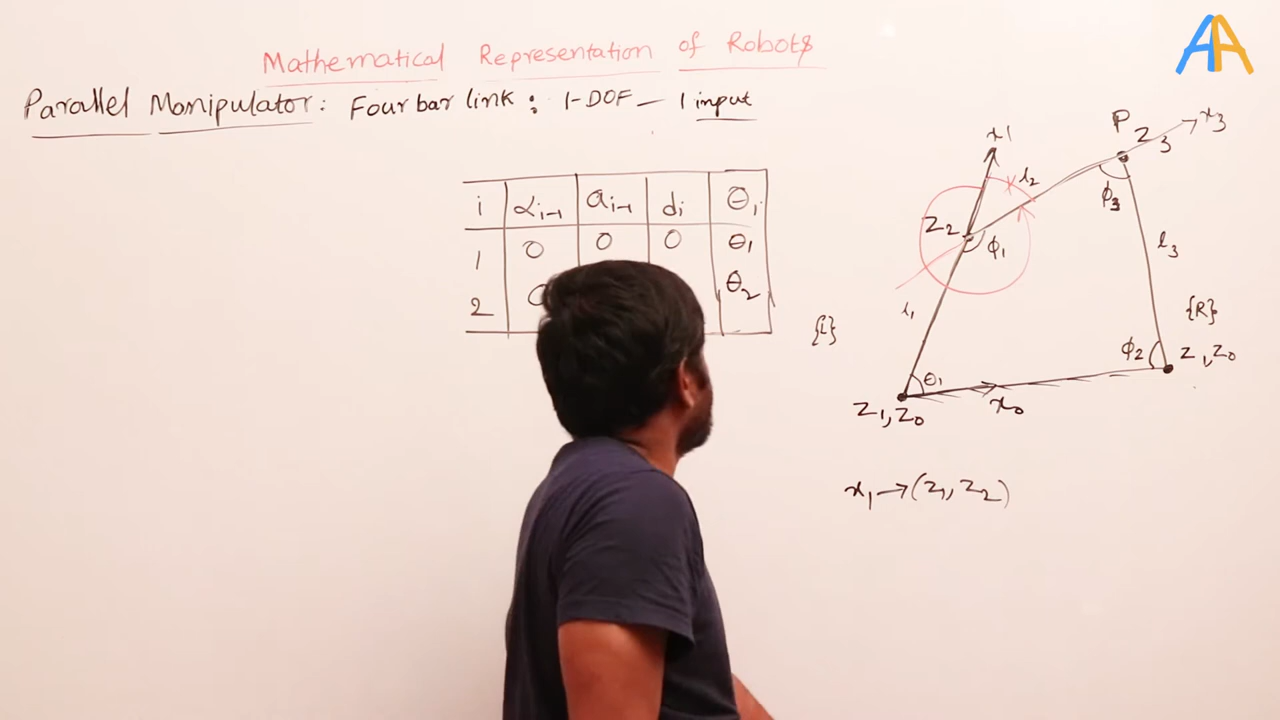 AA
Mathematical Representation of Robots
Parallel Manipulator: Four bar link: 1-DOF — 1 input
i αi-1 ai-1 di θi
1 0 0 0 θ1
2 θ2
x1
P
Z3
x3
l2
ϕ3
Z2
ϕ1
l3
l1
{L}
{R}
ϕ2
Z1, Z0
θ1
x0
Z1, Z0
x1 → (Z1, Z2)